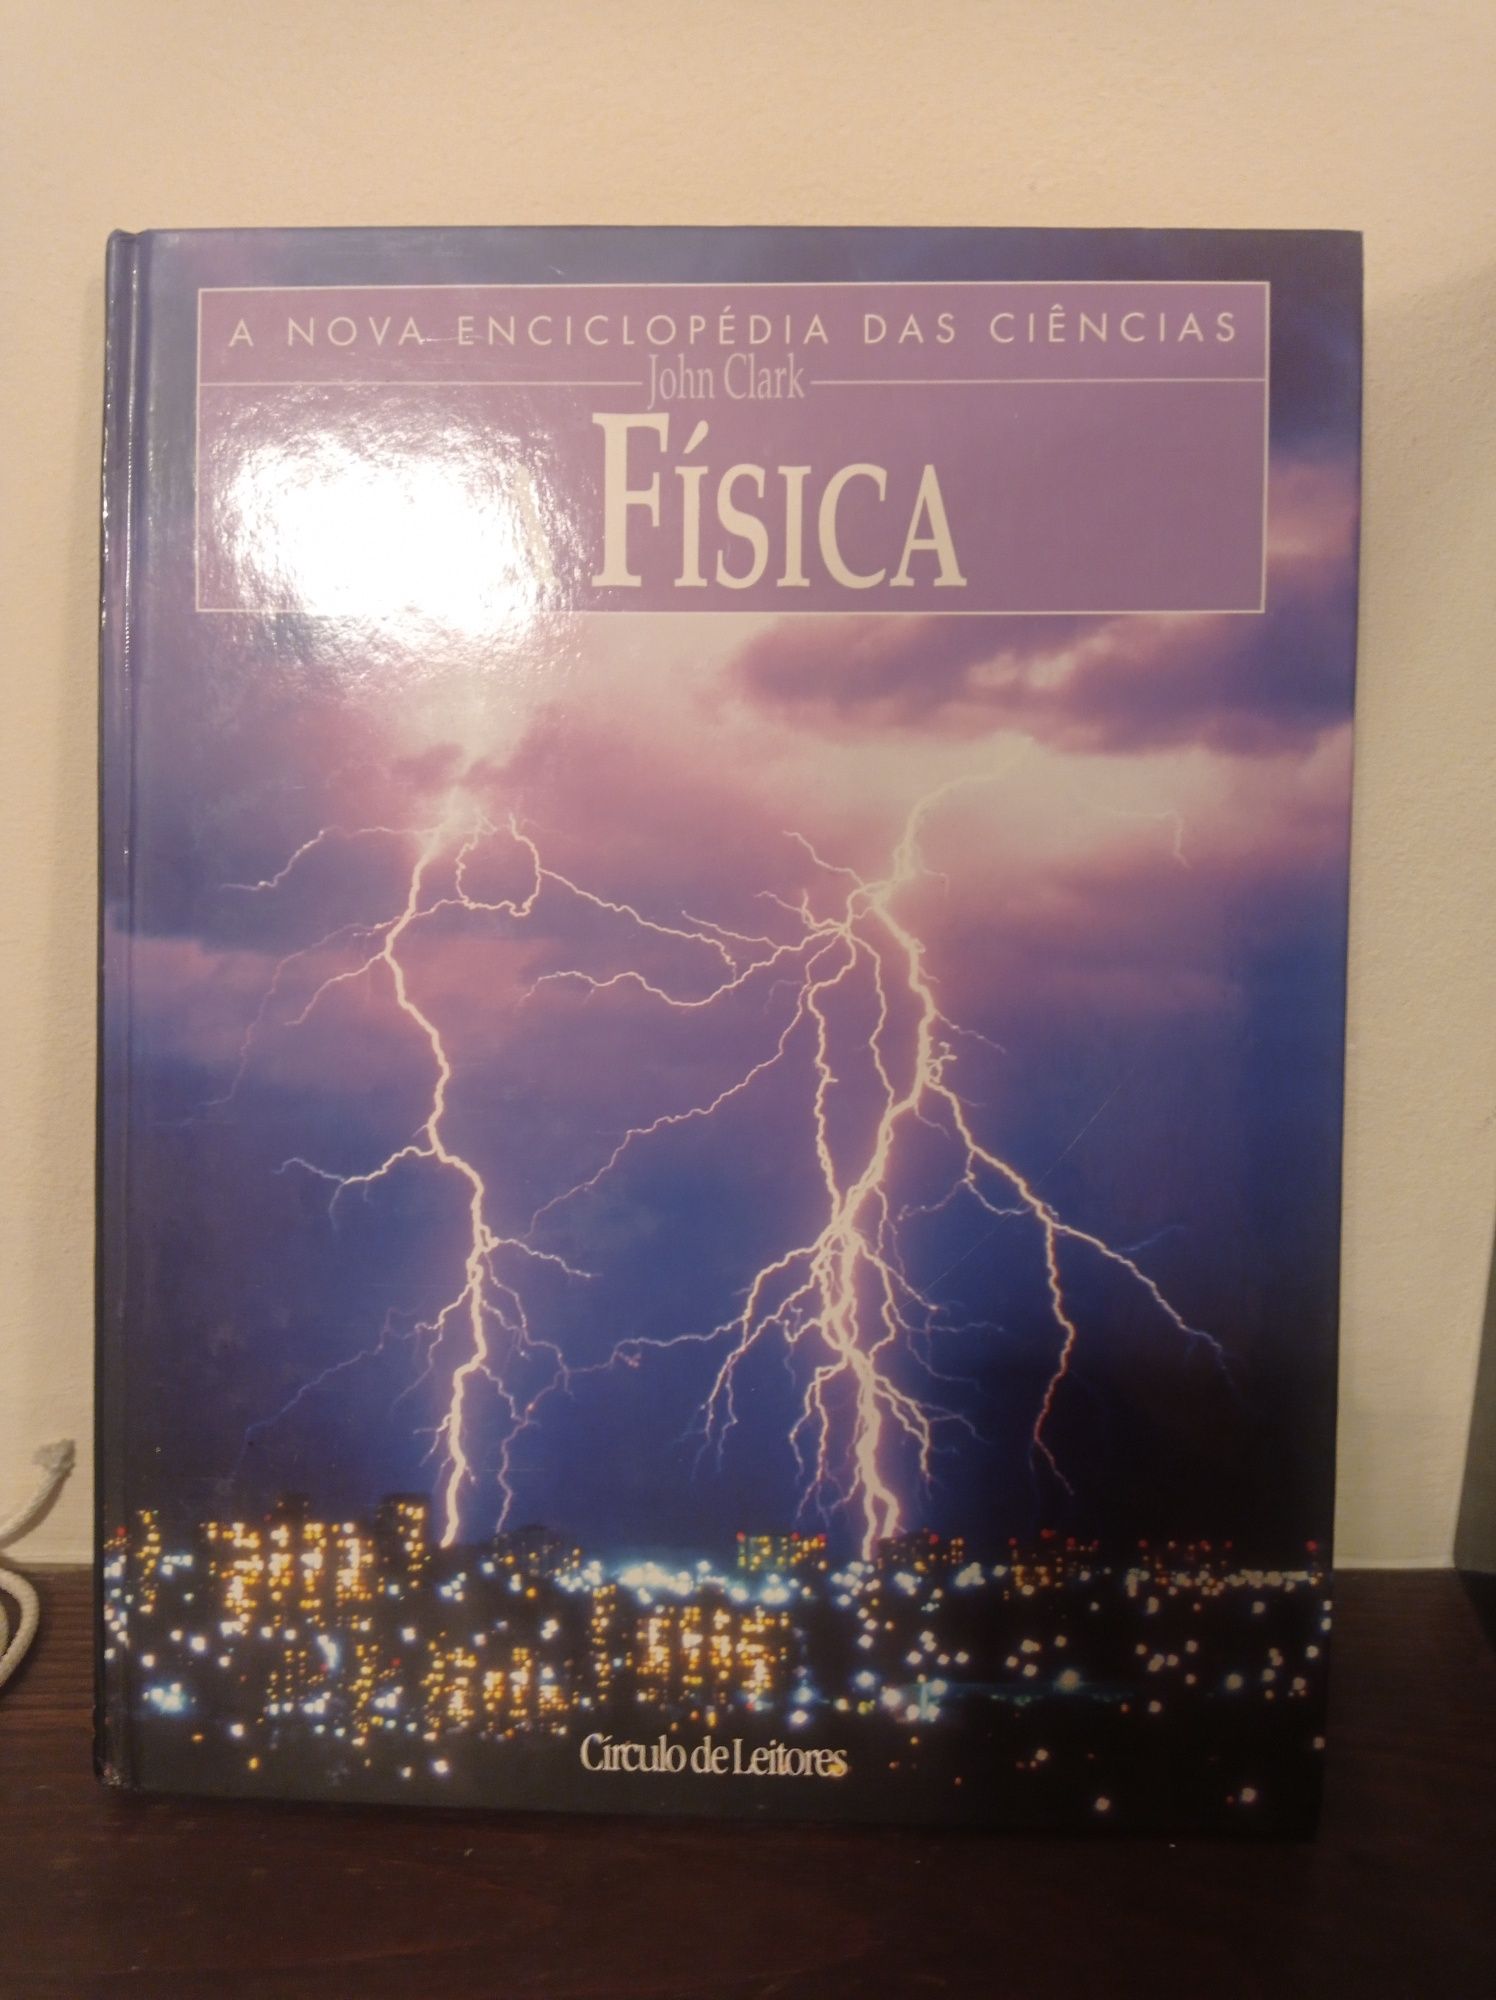 A NOVA ENCICLOPÉDIA DAS CIÊNCIAS
John Clark
A FÍSICA
Círculo de Leitores